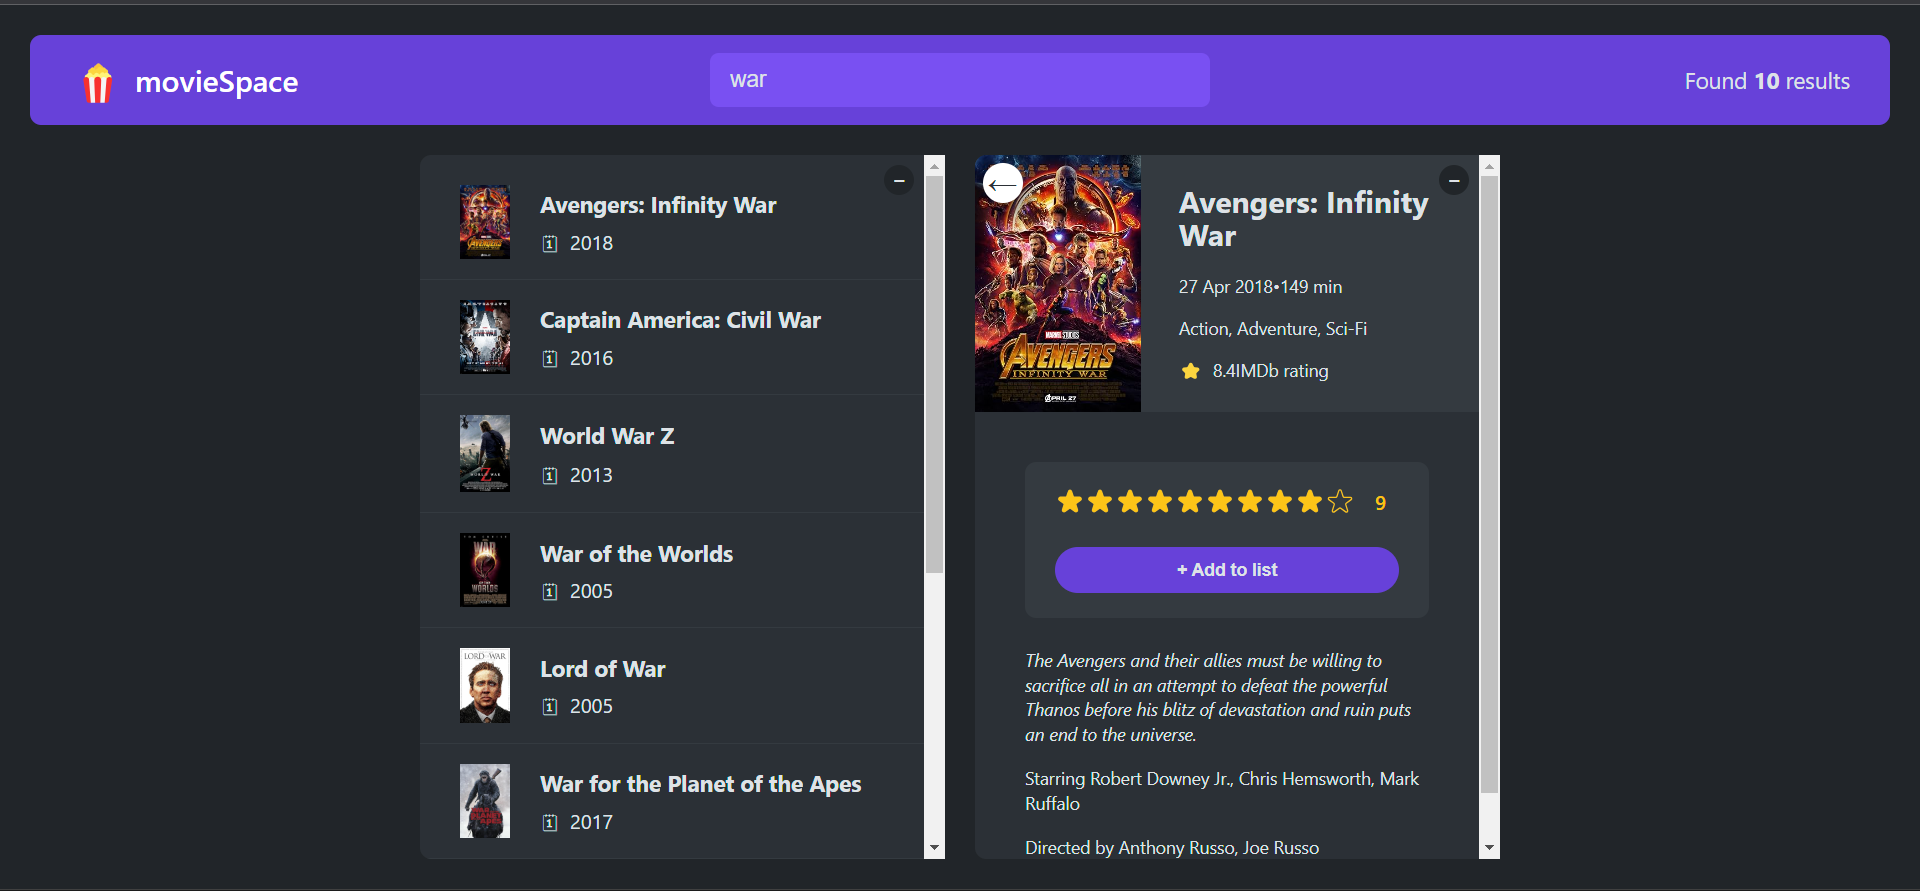 movieSpace
war
Found 10 results
Avengers: Infinity War
2018
Captain America: Civil War
2016
World War Z
2013
War of the Worlds
2005
Lord of War
2005
War for the Planet of the Apes
2017
MARVEL STUDIOS
AVENGERS
INFINITY WAR
APRIL 27
Avengers: Infinity
War
27 Apr 2018•149 min
Action, Adventure, Sci-Fi
8.4IMDb rating
9
+ Add to list
The Avengers and their allies must be willing to
sacrifice all in an attempt to defeat the powerful
Thanos before his blitz of devastation and ruin puts
an end to the universe.
Starring Robert Downey Jr., Chris Hemsworth, Mark
Ruffalo
Directed by Anthony Russo, Joe Russo